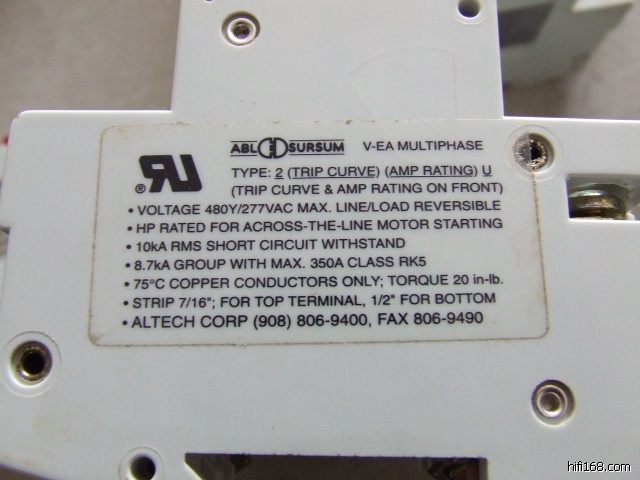 ABL SURSUM V-EA MULTIPHASE
TYPE: 2 (TRIP CURVE) (AMP RATING) U
(TRIP CURVE & AMP RATING ON FRONT)
• VOLTAGE 480Y/277VAC MAX. LINE/LOAD REVERSIBLE
• HP RATED FOR ACROSS-THE-LINE MOTOR STARTING
• 10kA RMS SHORT CIRCUIT WITHSTAND
• 8.7kA GROUP WITH MAX. 350A CLASS RK5
• 75°C COPPER CONDUCTORS ONLY; TORQUE 20 in-lb.
• STRIP 7/16"; FOR TOP TERMINAL, 1/2" FOR BOTTOM
• ALTECH CORP (908) 806-9400, FAX 806-9490
hifi168.com